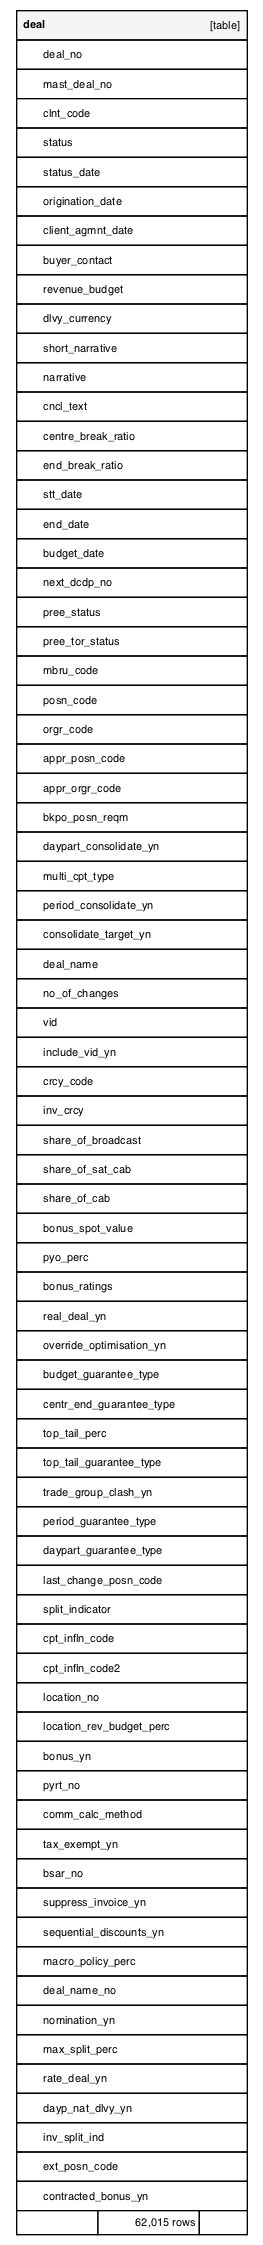 deal [table]
deal_no
mast_deal_no
clnt_code
status
status_date
origination_date
client_agmnt_date
buyer_contact
revenue_budget
dlvy_currency
short_narrative
narrative
cncl_text
centre_break_ratio
end_break_ratio
stt_date
end_date
budget_date
next_dcdp_no
pree_status
pree_tor_status
mbru_code
posn_code
orgr_code
appr_posn_code
appr_orgr_code
bkpo_posn_reqm
daypart_consolidate_yn
multi_cpt_type
period_consolidate_yn
consolidate_target_yn
deal_name
no_of_changes
vid
include_vid_yn
crcy_code
inv_crcy
share_of_broadcast
share_of_sat_cab
share_of_cab
bonus_spot_value
pyo_perc
bonus_ratings
real_deal_yn
override_optimisation_yn
budget_guarantee_type
centr_end_guarantee_type
top_tail_perc
top_tail_guarantee_type
trade_group_clash_yn
period_guarantee_type
daypart_guarantee_type
last_change_posn_code
split_indicator
cpt_infln_code
cpt_infln_code2
location_no
location_rev_budget_perc
bonus_yn
pyrt_no
comm_calc_method
tax_exempt_yn
bsar_no
suppress_invoice_yn
sequential_discounts_yn
macro_policy_perc
deal_name_no
nomination_yn
max_split_perc
rate_deal_yn
dayp_nat_dlvy_yn
inv_split_ind
ext_posn_code
contracted_bonus_yn
62,015 rows